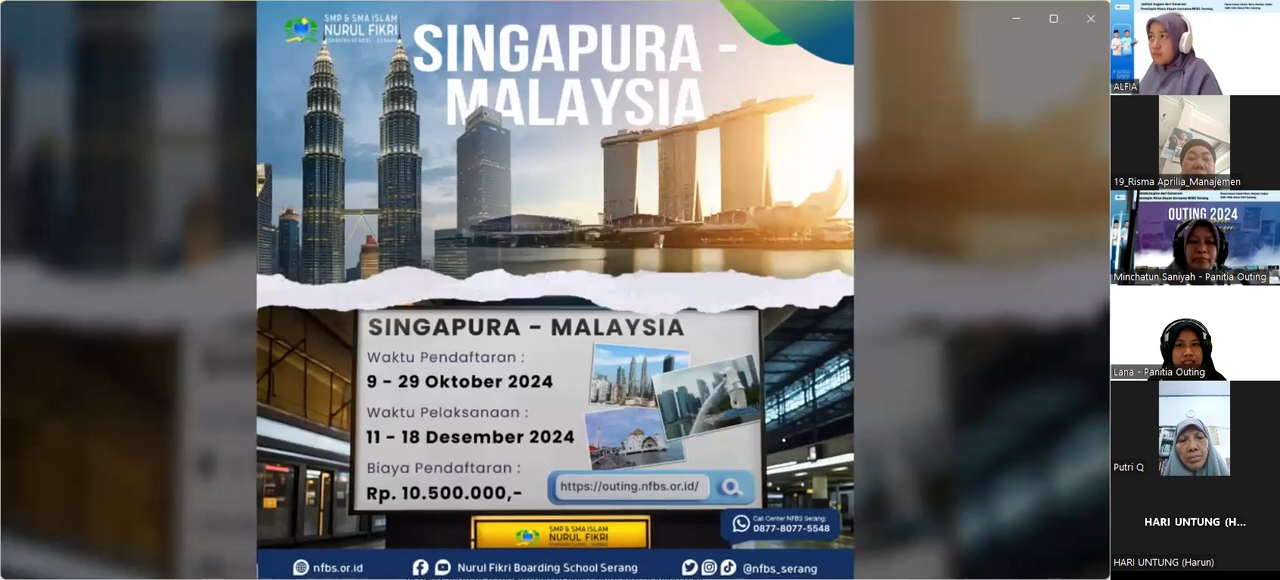 SMP & SMA ISLAM
NURUL FIKRI
BOARDING SCHOOL - SERANG
SINGAPURA -
MALAYSIA
SINGAPURA - MALAYSIA
Waktu Pendaftaran :
9 - 29 Oktober 2024
Waktu Pelaksanaan :
11 - 18 Desember 2024
Biaya Pendaftaran :
Rp. 10.500.000,-
https://outing.nfbs.or.id/
Call Center NFBS Serang:
0877-8077-5548
SMP & SMA ISLAM
NURUL FIKRI
nfbs.or.id
Nurul Fikri Boarding School Serang
@nfbs_serang
ALFIA
19_Risma Aprilia_Manajemen
OUTING 2024
Minchatun Saniyah - Panitia Outing
Lana - Panitia Outing
Putri Q
HARI UNTUNG (H...
HARI UNTUNG (Harun)